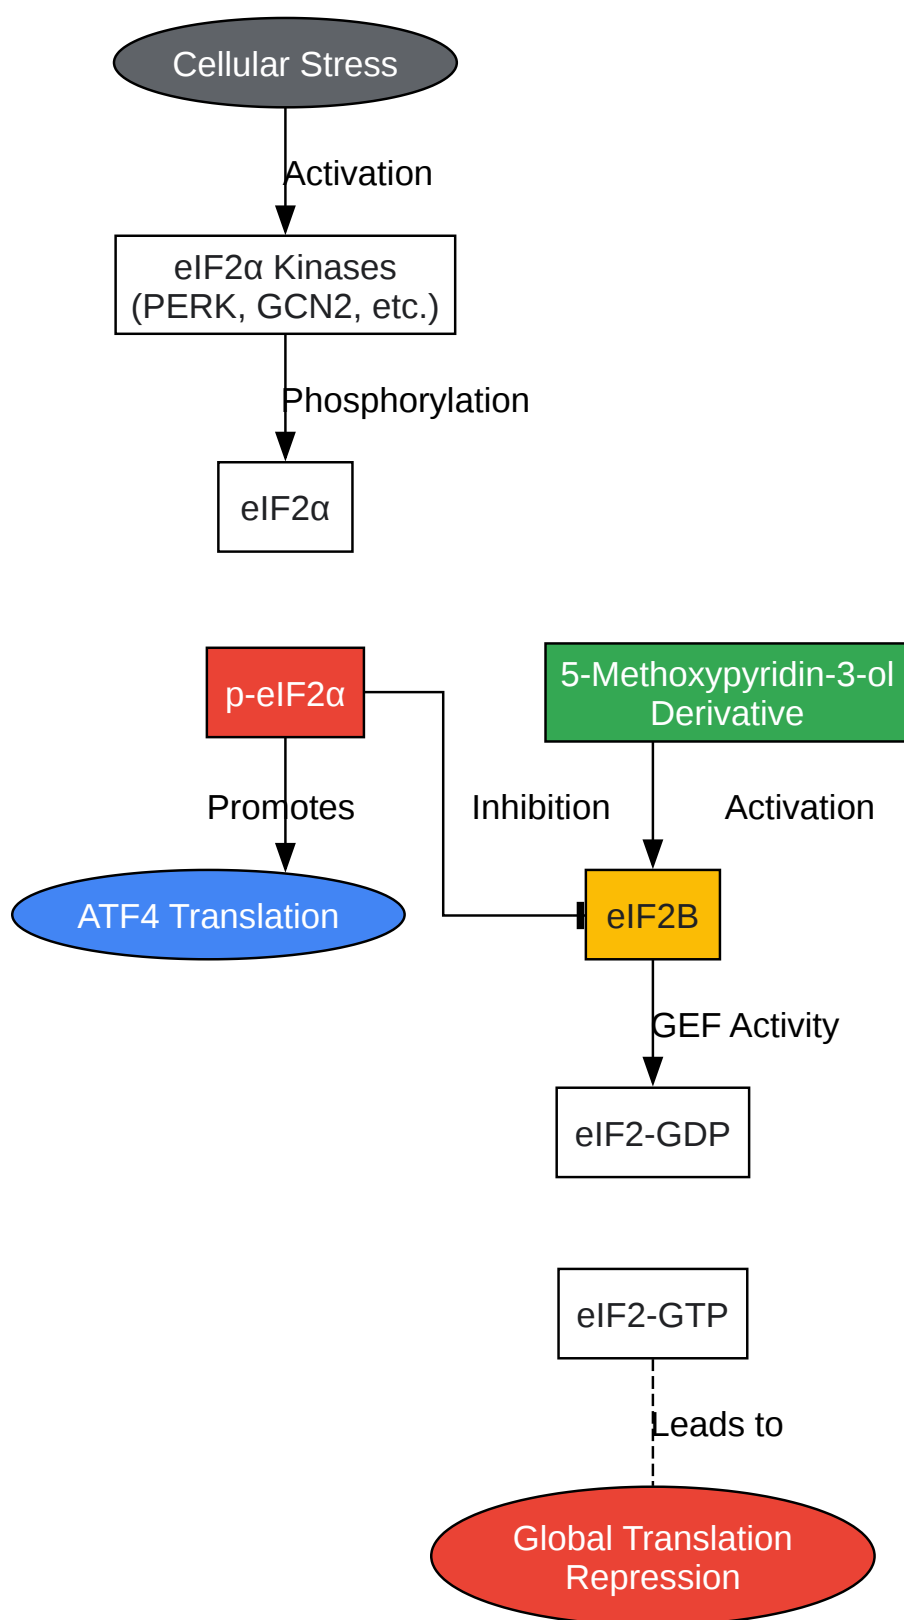 Cellular Stress
Activation
eIF2α Kinases
(PERK, GCN2, etc.)
Phosphorylation
eIF2α
p-eIF2α
5-Methoxypyridin-3-ol
Derivative
Promotes
Inhibition
Activation
ATF4 Translation
eIF2B
GEF Activity
eIF2-GDP
eIF2-GTP
Leads to
Global Translation
Repression